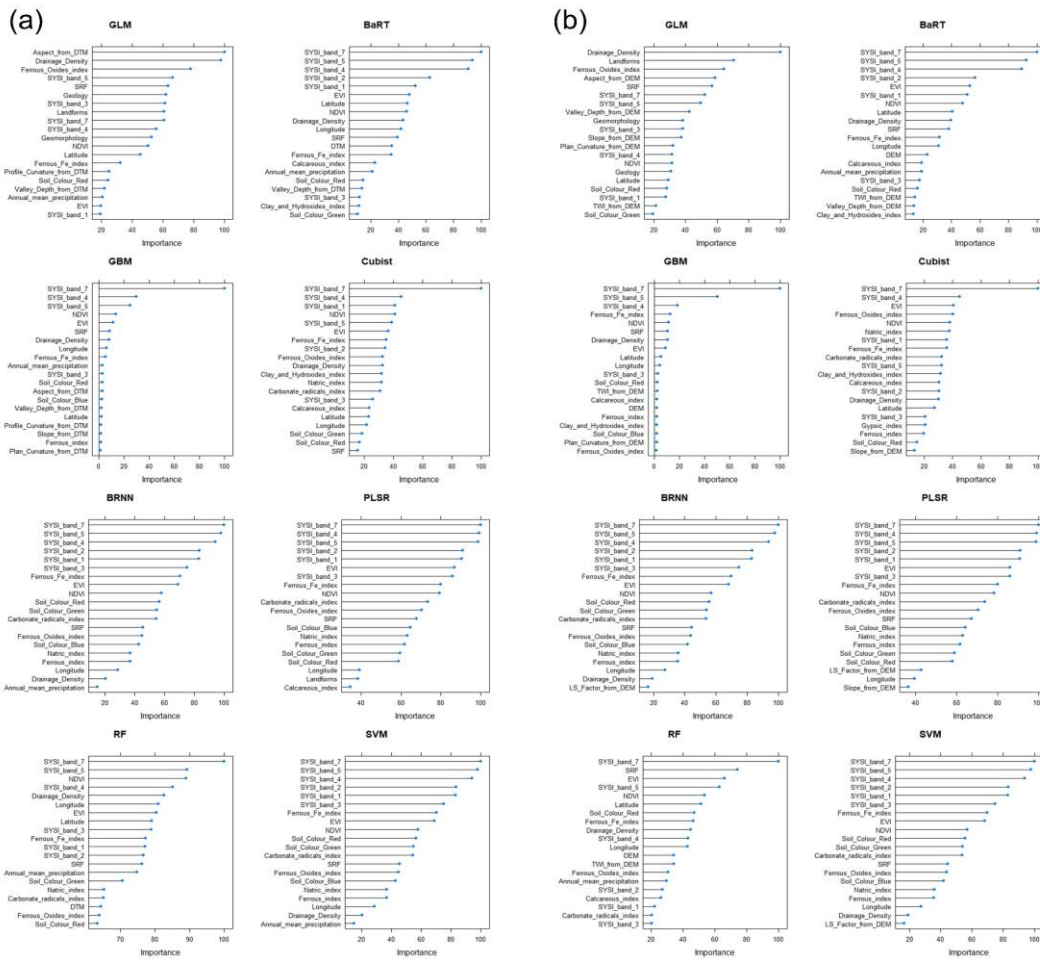 (a)
GLM
Aspect_from_DTM
Drainage_Density
Ferrous_Oxides_index
SYSI_band_5
SRF
Geology
SYSI_band_3
Landforms
SYSI_band_7
SYSI_band_4
Geomorphology
NDVI
Latitude
Ferrous_Fe_index
Profile_Curvature_from_DTM
Soil_Colour_Red
Valley_Depth_from_DTM
Annual_mean_precipitation
EVI
SYSI_band_1
20 40 60 80 100
Importance
BaRT
SYSI_band_7
SYSI_band_5
SYSI_band_4
SYSI_band_2
SYSI_band_1
EVI
Latitude
NDVI
Drainage_Density
Longitude
SRF
DTM
Ferrous_Fe_index
Calcareous_index
Annual_mean_precipitation
Soil_Colour_Red
Valley_Depth_from_DTM
SYSI_band_3
Clay_and_Hydroxides_index
Soil_Colour_Green
20 40 60 80 100
Importance
GBM
SYSI_band_7
SYSI_band_4
SYSI_band_5
NDVI
EVI
SRF
Drainage_Density
Longitude
Ferrous_Fe_index
Annual_mean_precipitation
SYSI_band_3
Soil_Colour_Red
Aspect_from_DTM
Soil_Colour_Blue
Valley_Depth_from_DTM
Latitude
Profile_Curvature_from_DTM
Slope_from_DTM
Ferrous_index
Plan_Curvature_from_DTM
0 20 40 60 80 100
Importance
Cubist
SYSI_band_7
SYSI_band_4
SYSI_band_1
NDVI
SYSI_band_5
EVI
Ferrous_Fe_index
SYSI_band_2
Ferrous_Oxides_index
Drainage_Density
Clay_and_Hydroxides_index
Natric_index
Carbonate_radicals_index
SYSI_band_3
Calcareous_index
Latitude
Longitude
Soil_Colour_Green
Soil_Colour_Red
SRF
20 40 60 80 100
Importance
BRNN
SYSI_band_7
SYSI_band_5
SYSI_band_4
SYSI_band_2
SYSI_band_1
SYSI_band_3
Ferrous_Fe_index
EVI
NDVI
Soil_Colour_Red
Soil_Colour_Green
Carbonate_radicals_index
SRF
Ferrous_Oxides_index
Soil_Colour_Blue
Natric_index
Ferrous_index
Longitude
Drainage_Density
Annual_mean_precipitation
20 40 60 80 100
Importance
PLSR
SYSI_band_7
SYSI_band_4
SYSI_band_5
SYSI_band_2
SYSI_band_1
EVI
SYSI_band_3
Ferrous_Fe_index
NDVI
Carbonate_radicals_index
Ferrous_Oxides_index
SRF
Soil_Colour_Blue
Natric_index
Ferrous_index
Soil_Colour_Green
Soil_Colour_Red
Longitude
Landforms
Calcareous_index
40 60 80 100
Importance
RF
SYSI_band_7
SYSI_band_5
NDVI
SYSI_band_4
Drainage_Density
Longitude
EVI
Latitude
SYSI_band_3
Ferrous_Fe_index
SYSI_band_1
SYSI_band_2
SRF
Annual_mean_precipitation
Soil_Colour_Green
Natric_index
Carbonate_radicals_index
DTM
Ferrous_Oxides_index
Soil_Colour_Red
70 80 90 100
Importance
SVM
SYSI_band_7
SYSI_band_5
SYSI_band_4
SYSI_band_2
SYSI_band_1
SYSI_band_3
Ferrous_Fe_index
EVI
NDVI
Soil_Colour_Red
Soil_Colour_Green
Carbonate_radicals_index
SRF
Ferrous_Oxides_index
Soil_Colour_Blue
Natric_index
Ferrous_index
Longitude
Drainage_Density
Annual_mean_precipitation
20 40 60 80 100
Importance
(b)
GLM
Drainage_Density
Landforms
Ferrous_Oxides_index
Aspect_from_DEM
SRF
SYSI_band_7
SYSI_band_5
Valley_Depth_from_DEM
Geomorphology
SYSI_band_3
Slope_from_DEM
Plan_Curvature_from_DEM
SYSI_band_4
NDVI
Geology
Latitude
Soil_Colour_Red
SYSI_band_1
TWI_from_DEM
Soil_Colour_Green
20 40 60 80 100
Importance
BaRT
SYSI_band_7
SYSI_band_5
SYSI_band_4
SYSI_band_2
EVI
SYSI_band_1
NDVI
Latitude
Drainage_Density
SRF
Ferrous_Fe_index
Longitude
DEM
Calcareous_index
Annual_mean_precipitation
SYSI_band_3
Soil_Colour_Red
TWI_from_DEM
Valley_Depth_from_DEM
Clay_and_Hydroxides_index
20 40 60 80 100
Importance
GBM
SYSI_band_7
SYSI_band_5
SYSI_band_4
Ferrous_Fe_index
NDVI
SRF
Drainage_Density
EVI
Latitude
Longitude
SYSI_band_3
Soil_Colour_Red
TWI_from_DEM
Calcareous_index
DEM
Ferrous_index
Clay_and_Hydroxides_index
Soil_Colour_Blue
Plan_Curvature_from_DEM
Ferrous_Oxides_index
0 20 40 60 80 100
Importance
Cubist
SYSI_band_7
SYSI_band_4
EVI
Ferrous_Oxides_index
NDVI
Natric_index
SYSI_band_1
Ferrous_Fe_index
Carbonate_radicals_index
SYSI_band_5
Clay_and_Hydroxides_index
Calcareous_index
SYSI_band_2
Drainage_Density
Latitude
SYSI_band_3
Gypsic_index
Ferrous_index
Soil_Colour_Red
Slope_from_DEM
20 40 60 80 100
Importance
BRNN
SYSI_band_7
SYSI_band_5
SYSI_band_4
SYSI_band_2
SYSI_band_1
SYSI_band_3
Ferrous_Fe_index
EVI
NDVI
Soil_Colour_Red
Soil_Colour_Green
Carbonate_radicals_index
SRF
Ferrous_Oxides_index
Soil_Colour_Blue
Natric_index
Ferrous_index
Longitude
Drainage_Density
LS_Factor_from_DEM
20 40 60 80 100
Importance
PLSR
SYSI_band_7
SYSI_band_4
SYSI_band_5
SYSI_band_2
SYSI_band_1
EVI
SYSI_band_3
Ferrous_Fe_index
NDVI
Carbonate_radicals_index
Ferrous_Oxides_index
SRF
Soil_Colour_Blue
Natric_index
Ferrous_index
Soil_Colour_Green
Soil_Colour_Red
LS_Factor_from_DEM
Longitude
Slope_from_DEM
40 60 80 100
Importance
RF
SYSI_band_7
SRF
EVI
SYSI_band_5
NDVI
Latitude
Soil_Colour_Red
Ferrous_Fe_index
Drainage_Density
SYSI_band_4
Longitude
DEM
TWI_from_DEM
Ferrous_Oxides_index
Annual_mean_precipitation
SYSI_band_2
Calcareous_index
SYSI_band_1
Carbonate_radicals_index
SYSI_band_3
20 40 60 80 100
Importance
SVM
SYSI_band_7
SYSI_band_5
SYSI_band_4
SYSI_band_2
SYSI_band_1
SYSI_band_3
Ferrous_Fe_index
EVI
NDVI
Soil_Colour_Red
Soil_Colour_Green
Carbonate_radicals_index
SRF
Ferrous_Oxides_index
Soil_Colour_Blue
Natric_index
Ferrous_index
Longitude
Drainage_Density
LS_Factor_from_DEM
20 40 60 80 100
Importance